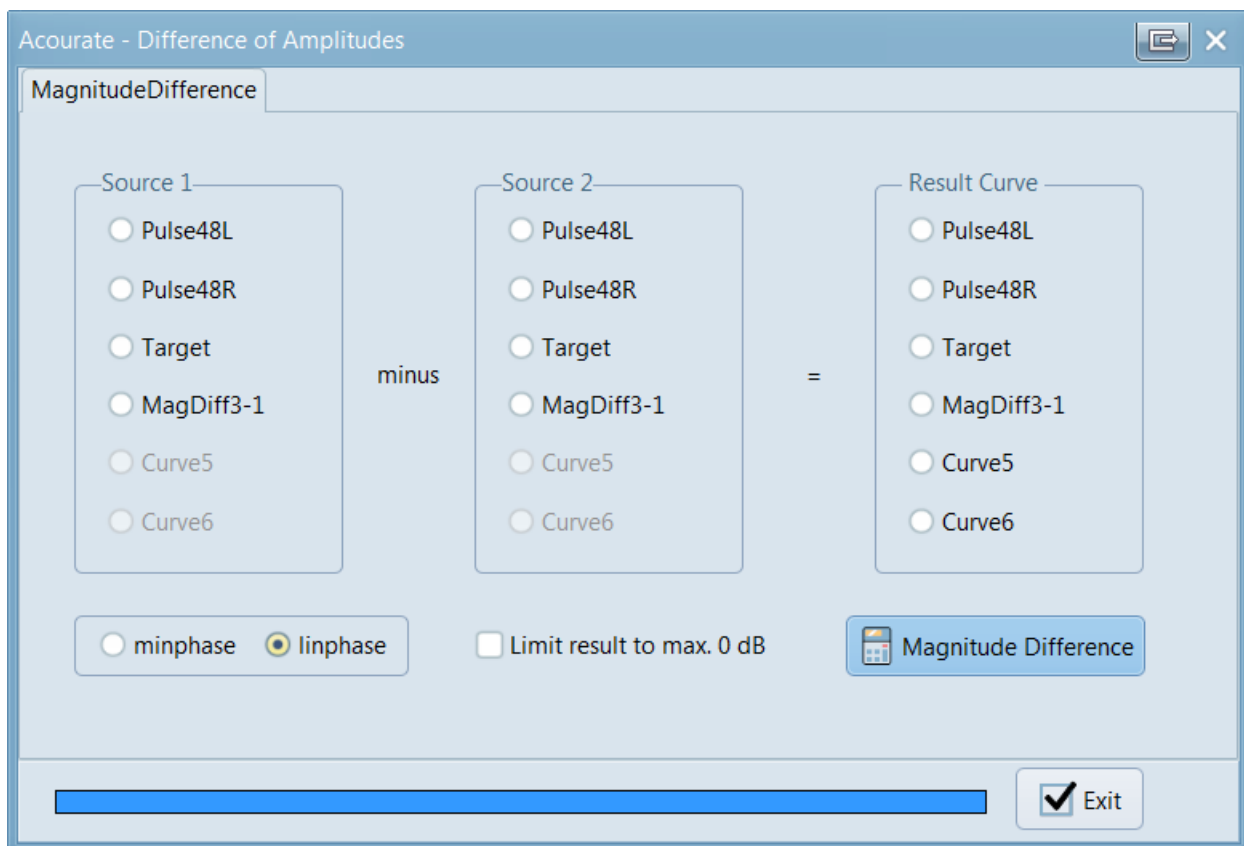 Acourate - Difference of Amplitudes
MagnitudeDifference
Source 1
Pulse48L
Pulse48R
Target
MagDiff3-1
Curve5
Curve6
minus
Source 2
Pulse48L
Pulse48R
Target
MagDiff3-1
Curve5
Curve6
=
Result Curve
Pulse48L
Pulse48R
Target
MagDiff3-1
Curve5
Curve6
minphase
linphase
Limit result to max. 0 dB
Magnitude Difference
Exit